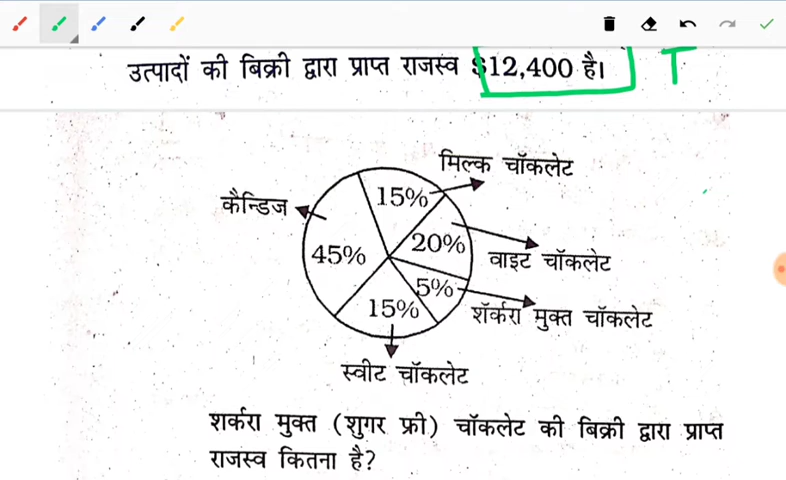 उत्पादों की बिक्री द्वारा प्राप्त राजस्व $12,400 है।
T
मिल्क चॉकलेट
कैन्डिज
15%
20%
45%
वाइट चॉकलेट
5%
15%
शॅर्करा मुक्त चॉकलेट
स्वीट चॉकलेट
शर्करा मुक्त (शुगर फ्री) चॉकलेट की बिक्री द्वारा प्राप्त
राजस्व कितना है?